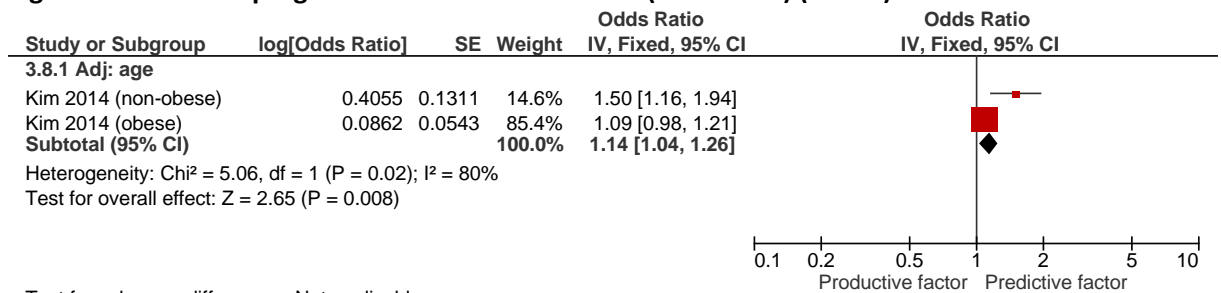 Odds Ratio Odds Ratio
Study or Subgroup log[Odds Ratio] SE Weight IV, Fixed, 95% CI IV, Fixed, 95% CI
3.8.1 Adj: age
Kim 2014 (non-obese) 0.4055 0.1311 14.6% 1.50 [1.16, 1.94]
Kim 2014 (obese) 0.0862 0.0543 85.4% 1.09 [0.98, 1.21]
Subtotal (95% CI) 100.0% 1.14 [1.04, 1.26]
Heterogeneity: Chi² = 5.06, df = 1 (P = 0.02); I² = 80%
Test for overall effect: Z = 2.65 (P = 0.008)
0.1 0.2 0.5 1 2 5 10
Productive factor Predictive factor